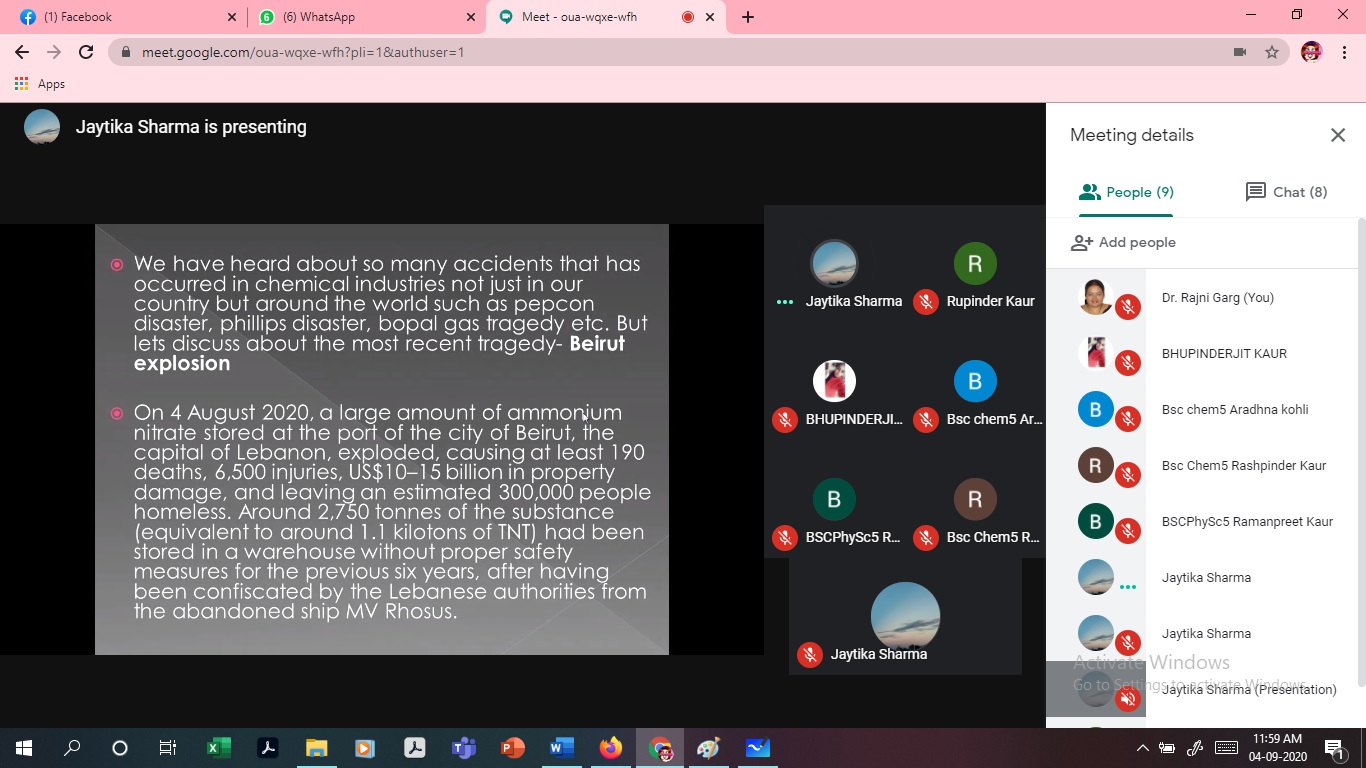 (1) Facebook
(6) WhatsApp
Meet - oua-wqxe-wfh
meet.google.com/oua-wqxe-wfh?pli=1&authuser=1
Apps
Jaytika Sharma is presenting
We have heard about so many accidents that has
occurred in chemical industries not just in our
country but around the world such as pepcon
disaster, phillips disaster, bopal gas tragedy etc. But
lets discuss about the most recent tragedy- Beirut
explosion
On 4 August 2020, a large amount of ammonium
nitrate stored at the port of the city of Beirut, the
capital of Lebanon, exploded, causing at least 190
deaths, 6,500 injuries, US$10–15 billion in property
damage, and leaving an estimated 300,000 people
homeless. Around 2,750 tonnes of the substance
(equivalent to around 1.1 kilotons of TNT) had been
stored in a warehouse without proper safety
measures for the previous six years, after having
been confiscated by the Lebanese authorities from
the abandoned ship MV Rhosus.
Jaytika Sharma
R
Rupinder Kaur
BHUPINDERJI...
B
Bsc chem5 Ar...
B
BSCPhySc5 R...
R
Bsc Chem5 R...
Jaytika Sharma
Meeting details
People (9)
Chat (8)
Add people
Dr. Rajni Garg (You)
BHUPINDERJIT KAUR
B
Bsc chem5 Aradhna kohli
R
Bsc Chem5 Rashpinder Kaur
B
BSCPhySc5 Ramanpreet Kaur
Jaytika Sharma
Jaytika Sharma
Activate Windows
Go to Settings to activate Windows.
Jaytika Sharma (Presentation)
11:59 AM
04-09-2020
1